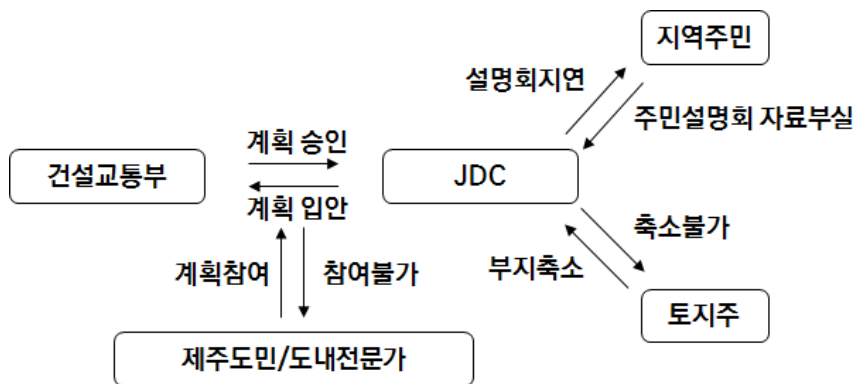 지역주민
설명회지연
주민설명회 자료부실
계획 승인
건설교통부
JDC
계획 입안
축소불가
계획참여
참여불가
부지축소
토지주
제주도민/도내전문가